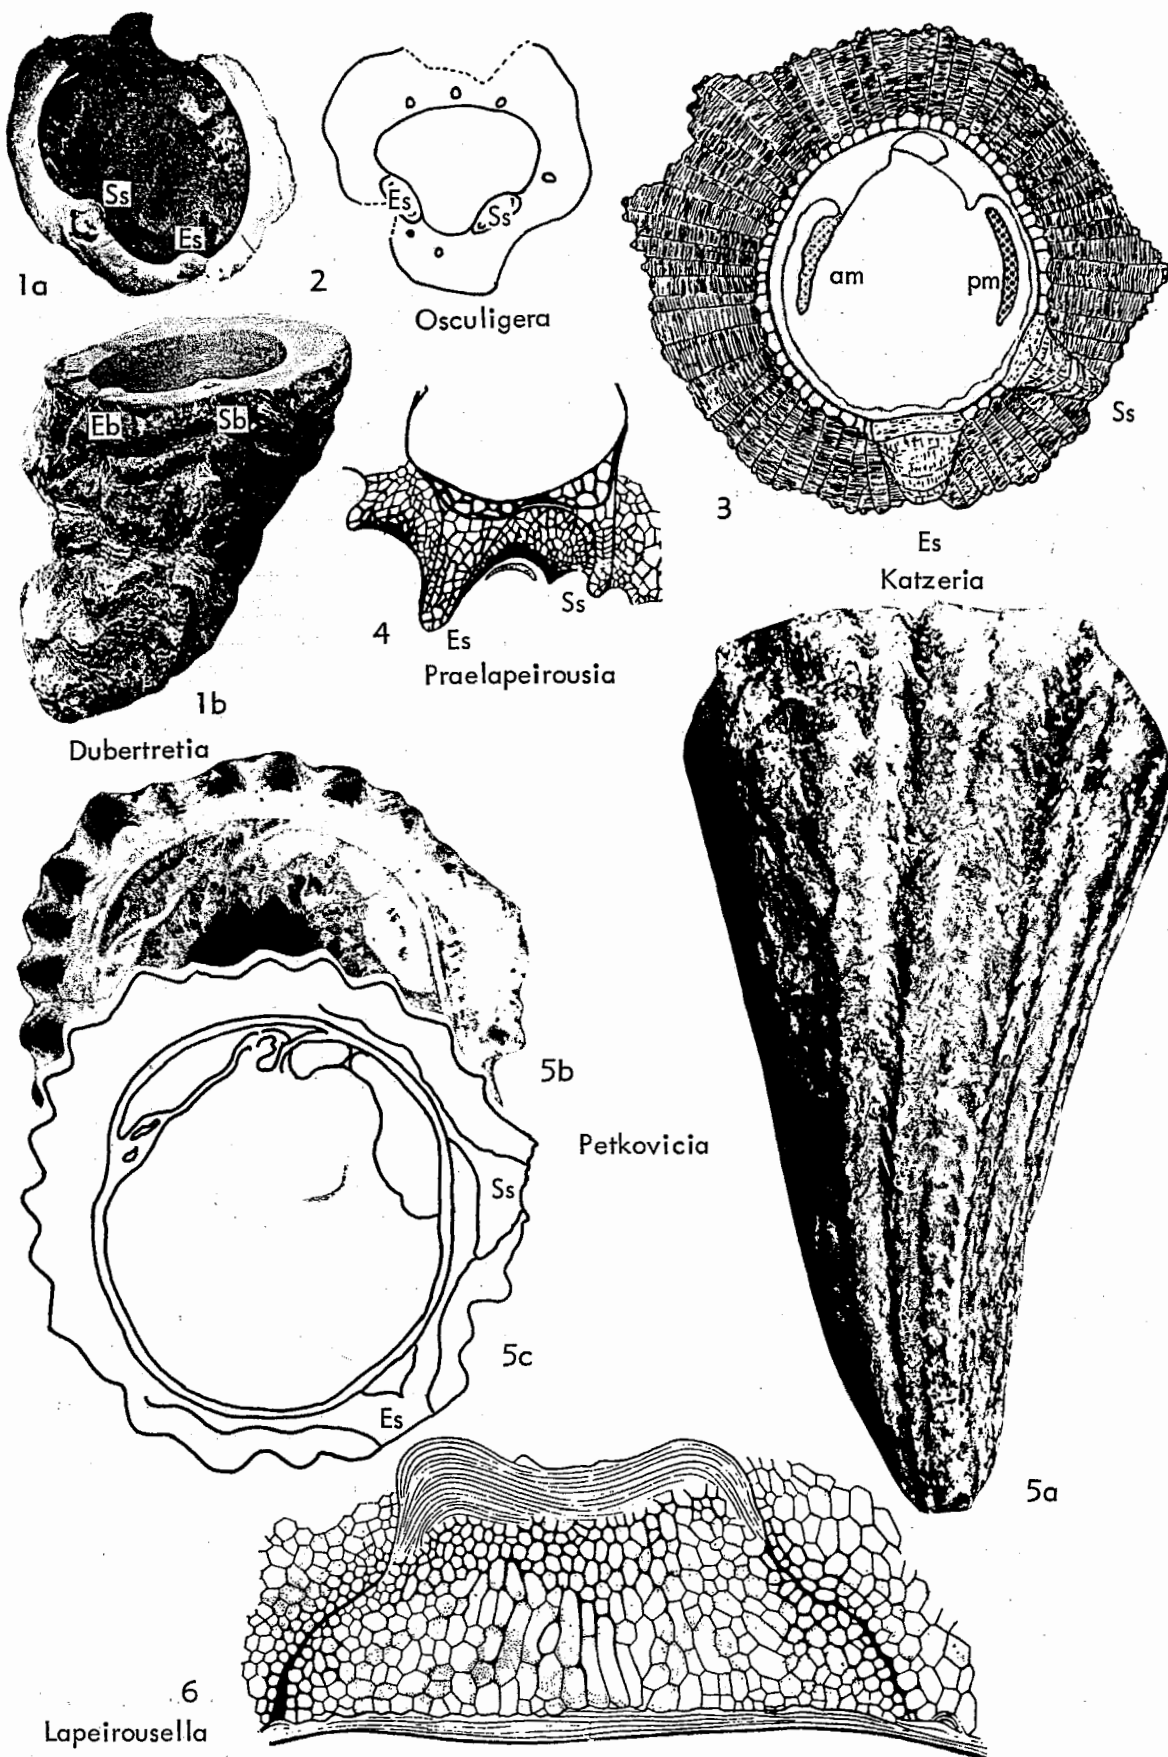 Ss
Es
1a
2
Es
Ss
Osculigera
am
pm
Ss
3
Es
Katzeria
Eb
Sb
1b
Dubertretia
4
Es
Ss
Praelapeirousia
5b
Petkovicia
Ss
5c
Es
5a
6
Lapeirousella